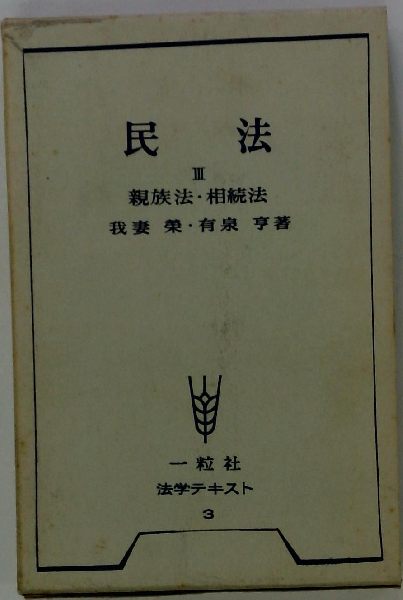 民 法
III
親族法・相続法
我妻 榮・有泉 亨著
一粒社
法学テキスト
3